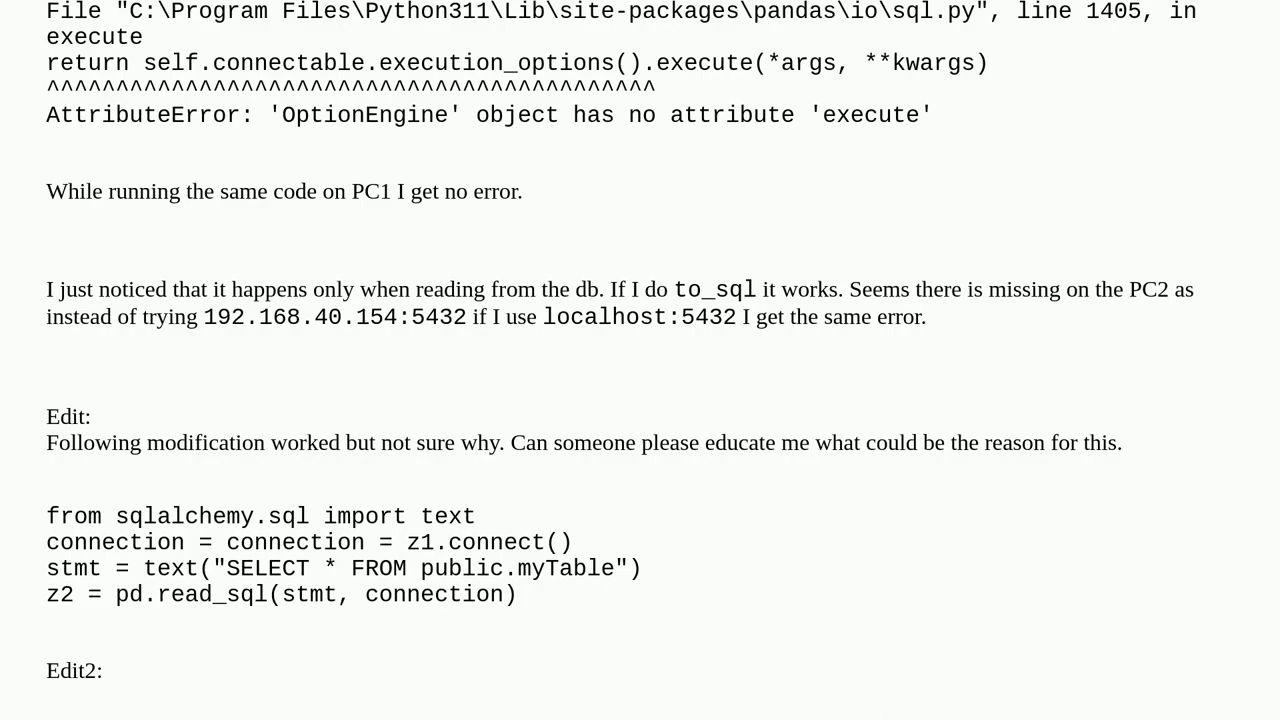 File "C:\Program Files\Python311\Lib\site-packages\pandas\io\sql.py", line 1405, in
execute
return self.connectable.execution_options().execute(*args, **kwargs)
^^^^^^^^^^^^^^^^^^^^^^^^^^^^^^^^^^^^^^^^^^^^
AttributeError: 'OptionEngine' object has no attribute 'execute'
While running the same code on PC1 I get no error.
I just noticed that it happens only when reading from the db. If I do to_sql it works. Seems there is missing on the PC2 as
instead of trying 192.168.40.154:5432 if I use localhost:5432 I get the same error.
Edit:
Following modification worked but not sure why. Can someone please educate me what could be the reason for this.
from sqlalchemy.sql import text
connection = connection = z1.connect()
stmt = text("SELECT * FROM public.myTable")
z2 = pd.read_sql(stmt, connection)
Edit2: